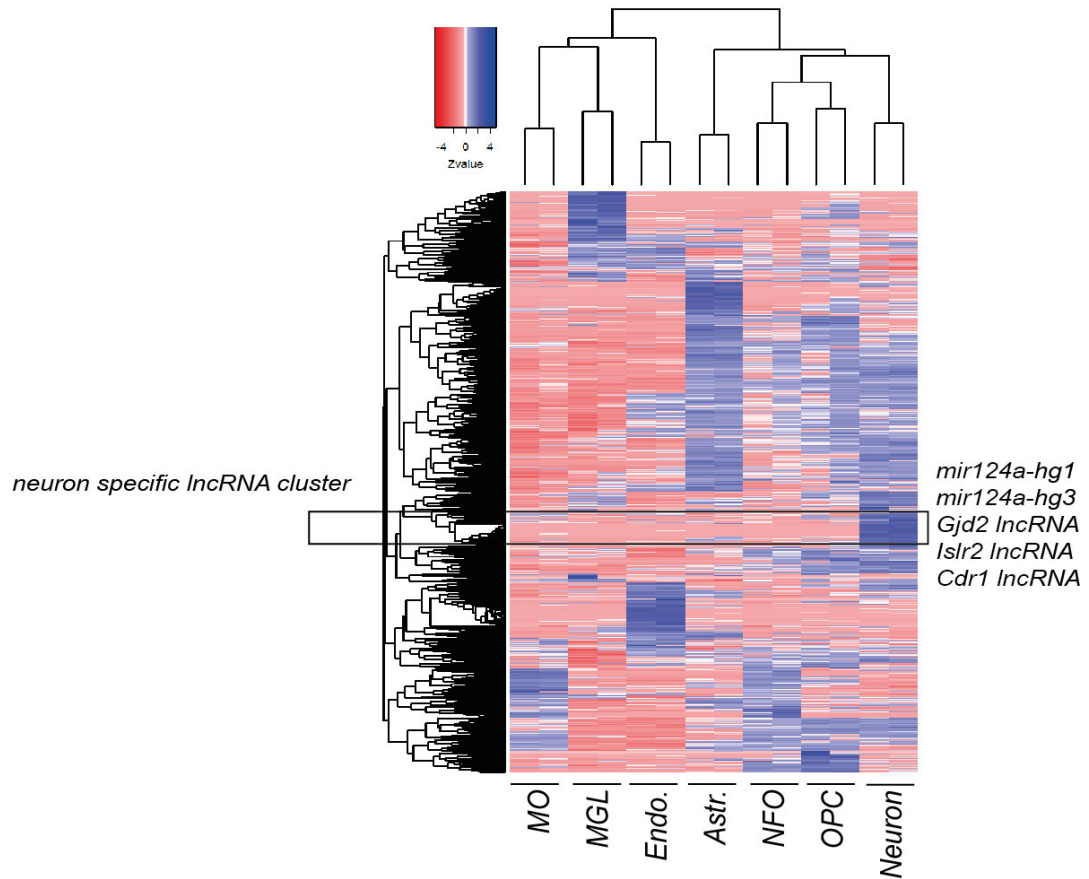 -4 0 4
Zvalue
neuron specific lncRNA cluster
mir124a-hg1
mir124a-hg3
Gjd2 lncRNA
Islr2 lncRNA
Cdr1 lncRNA
MO MGL Endo. Astr. NFO OPC Neuron